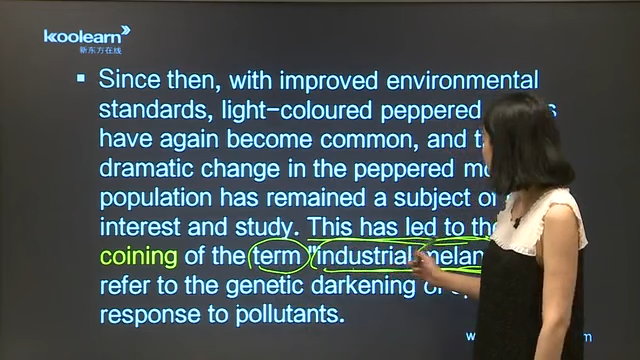 koolearn
新东方在线
Since then, with improved environmental
standards, light-coloured peppered
have again become common, and
dramatic change in the peppered
population has remained a subject
interest and study. This has led to
coining of the term "industrial
refer to the genetic darkening
response to pollutants.